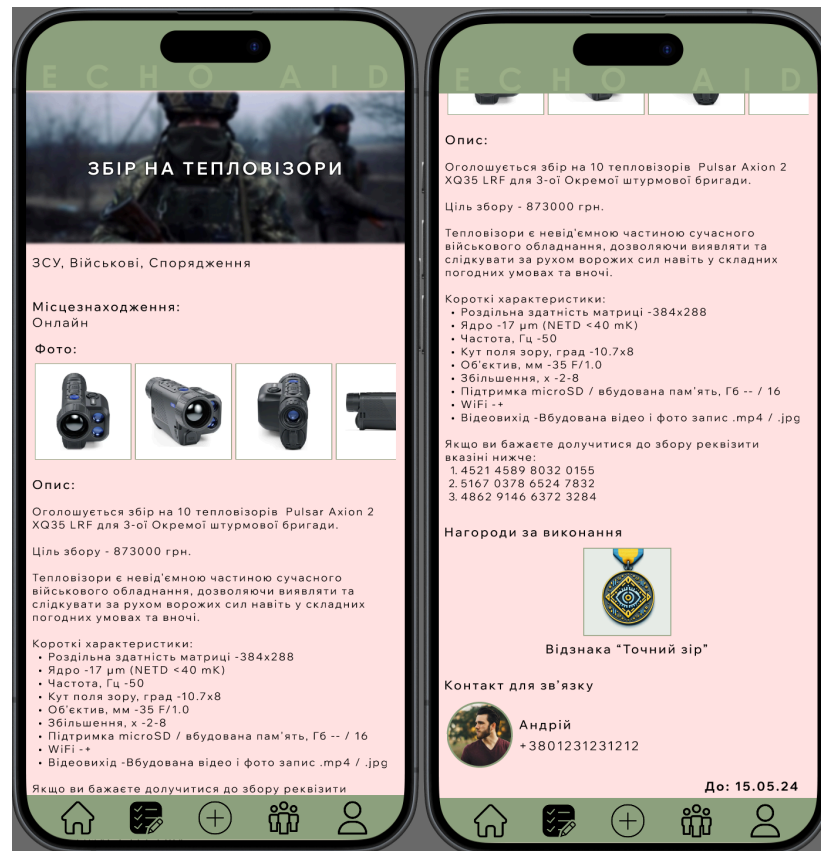 ECHO AID
ЗБІР НА ТЕПЛОВІЗОРИ
ЗСУ, Військові, Спорядження
Місцезнаходження:
Онлайн
Фото:
Опис:
Оголошується збір на 10 тепловізорів Pulsar Axion 2
XQ35 LRF для 3-ої Окремої штурмової бригади.
Ціль збору - 873000 грн.
Тепловізори є невід'ємною частиною сучасного
військового обладнання, дозволяючи виявляти та
слідкувати за рухом ворожих сил навіть у складних
погодних умовах та вночі.
Короткі характеристики:
• Роздільна здатність матриці -384x288
• Ядро -17 µm (NETD <40 mK)
• Частота, Гц -50
• Кут поля зору, град -10.7x8
• Об'єктив, мм -35 F/1.0
• Збільшення, х -2-8
• Підтримка microSD / вбудована пам'ять, Гб -- / 16
• WiFi -+
• Відеовихід -Вбудована відео і фото запис .mp4 / .jpg
Якщо ви бажаєте долучитися до збору реквізити
ECHO AID
Опис:
Оголошується збір на 10 тепловізорів Pulsar Axion 2
XQ35 LRF для 3-ої Окремої штурмової бригади.
Ціль збору - 873000 грн.
Тепловізори є невід'ємною частиною сучасного
військового обладнання, дозволяючи виявляти та
слідкувати за рухом ворожих сил навіть у складних
погодних умовах та вночі.
Короткі характеристики:
• Роздільна здатність матриці -384x288
• Ядро -17 µm (NETD <40 mK)
• Частота, Гц -50
• Кут поля зору, град -10.7x8
• Об'єктив, мм -35 F/1.0
• Збільшення, х -2-8
• Підтримка microSD / вбудована пам'ять, Гб -- / 16
• WiFi -+
• Відеовихід -Вбудована відео і фото запис .mp4 / .jpg
Якщо ви бажаєте долучитися до збору реквізити
вказіні нижче:
1. 4521 4589 8032 0155
2. 5167 0378 6524 7832
3. 4862 9146 6372 3284
Нагороди за виконання
Відзнака “Точний зір”
Контакт для зв'язку
Андрій
+3801231231212
До: 15.05.24